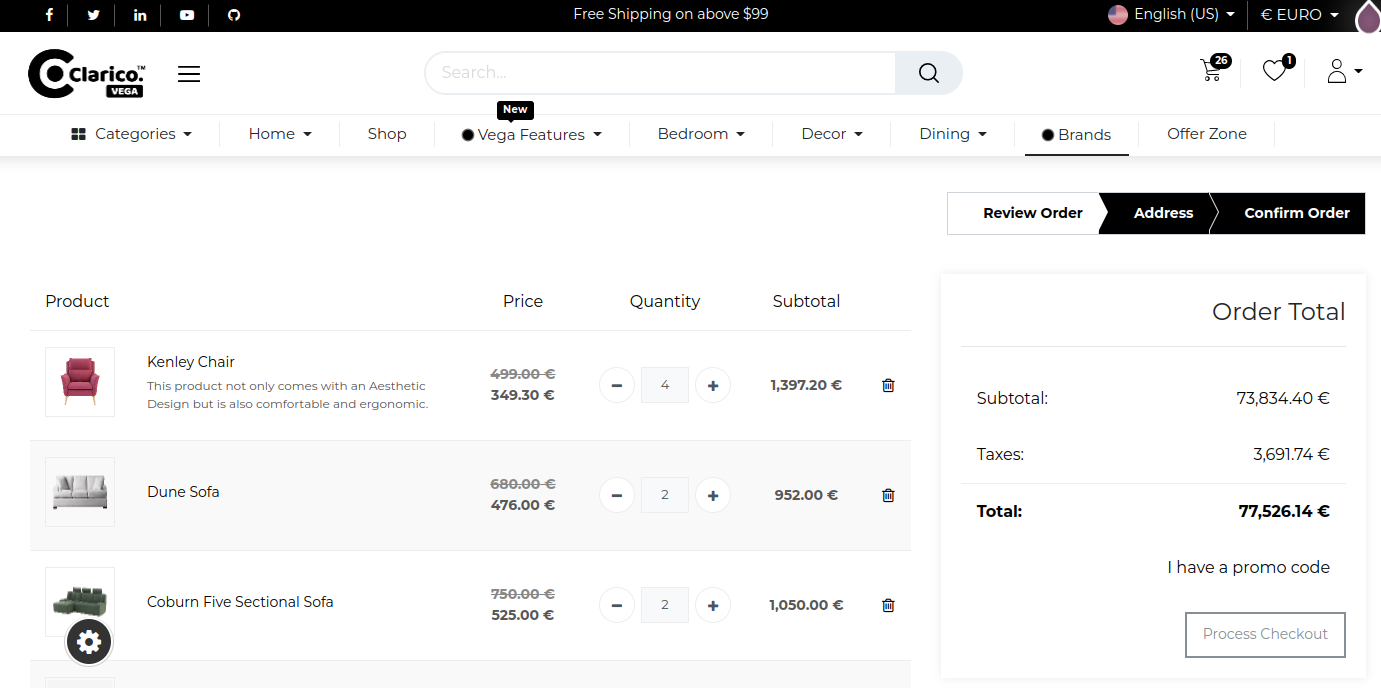 Free Shipping on above $99
English (US)
€ EURO
Clarico.™
VEGA
Search...
26
1
New
Categories
Home
Shop
Vega Features
Bedroom
Decor
Dining
Brands
Offer Zone
Review Order
Address
Confirm Order
Product
Price
Quantity
Subtotal
Kenley Chair
This product not only comes with an Aesthetic
Design but is also comfortable and ergonomic.
499.00 €
349.30 €
4
1,397.20 €
Dune Sofa
680.00 €
476.00 €
2
952.00 €
Coburn Five Sectional Sofa
750.00 €
525.00 €
2
1,050.00 €
Order Total
Subtotal: 73,834.40 €
Taxes: 3,691.74 €
Total: 77,526.14 €
I have a promo code
Process Checkout